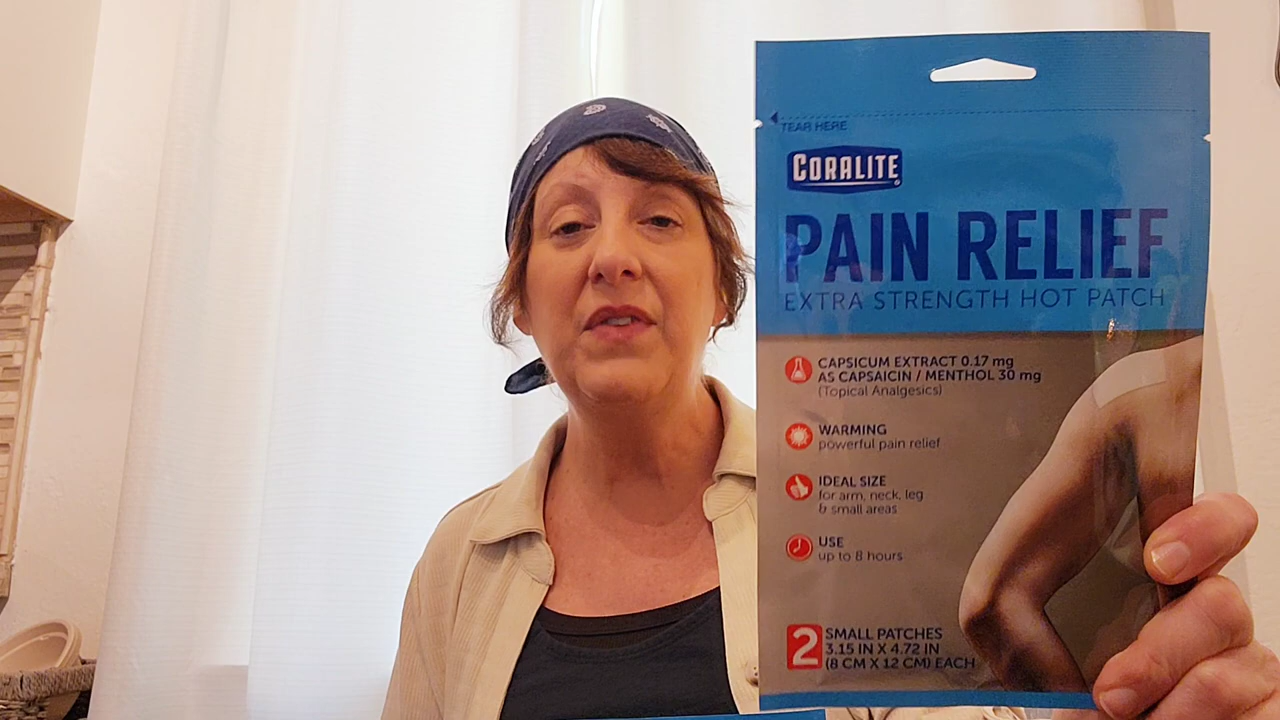 TEAR HERE
CORALITE
PAIN RELIEF
EXTRA STRENGTH HOT PATCH
CAPSICUM EXTRACT 0.17 mg
AS CAPSAICIN / MENTHOL 30 mg
(Topical Analgesics)
WARMING
powerful pain relief
IDEAL SIZE
for arm, neck, leg
& small areas
USE
up to 8 hours
2 SMALL PATCHES
3.15 IN X 4.72 IN
(8 CM X 12 CM) EACH